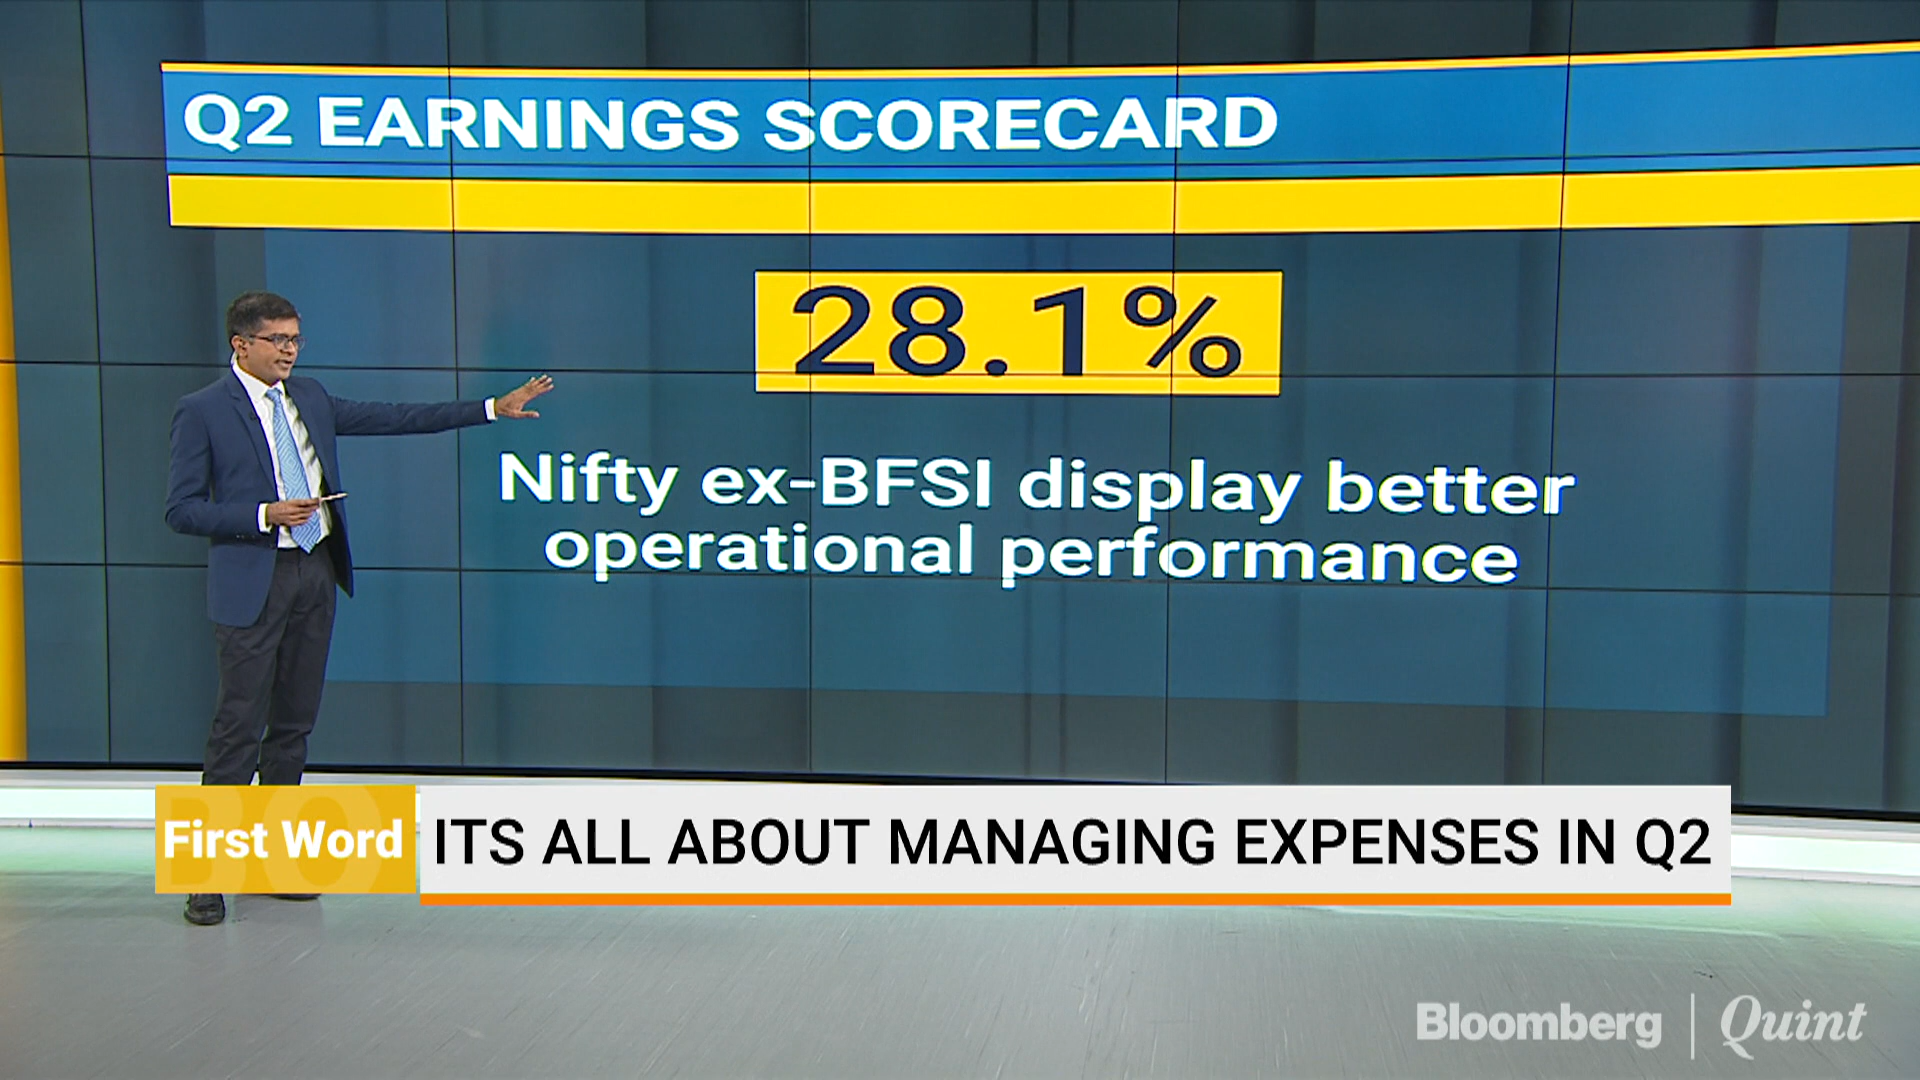 Q2 EARNINGS SCORECARD
28.1%
Nifty ex-BFSI display better
operational performance
First Word
ITS ALL ABOUT MANAGING EXPENSES IN Q2
Bloomberg | Quint